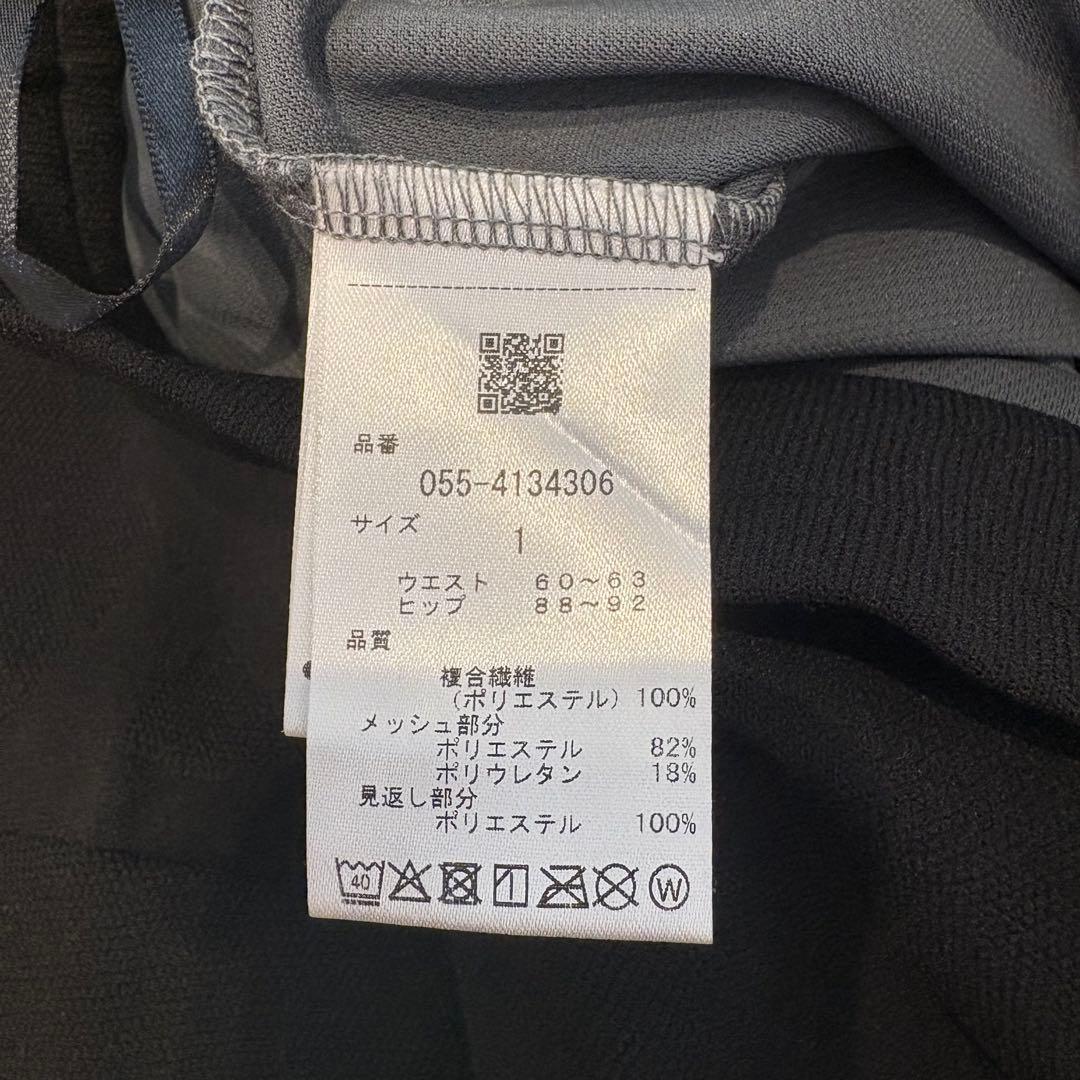 品番
055-4134306
サイズ
1
ウエスト 60～63
ヒップ 88～92
品質
複合繊維
(ポリエステル) 100%
メッシュ部分
ポリエステル 82%
ポリウレタン 18%
見返し部分
ポリエステル 100%
40
W